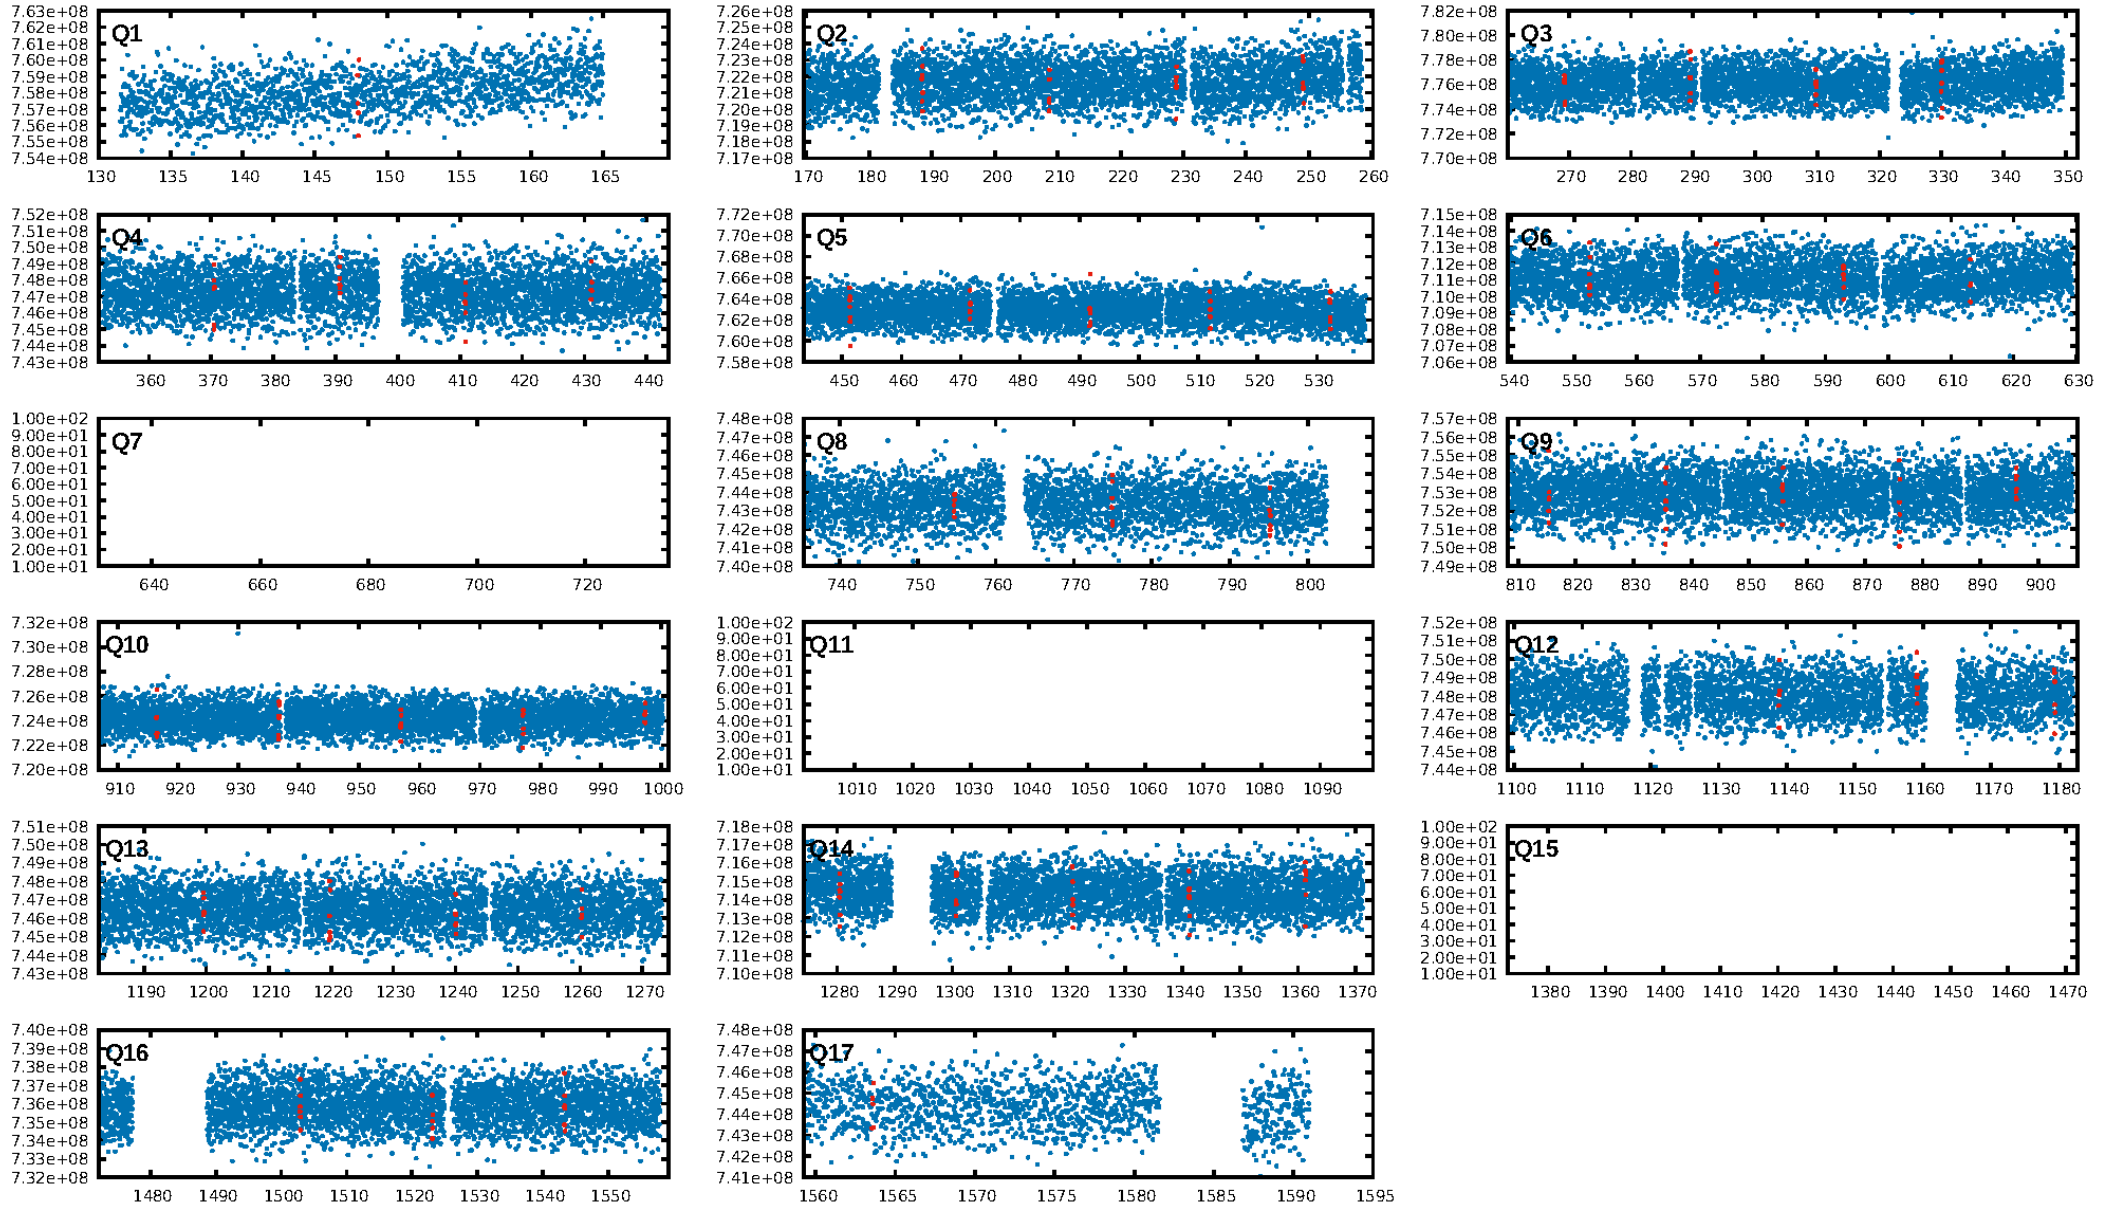 Q1
7.63e+08
7.62e+08
7.61e+08
7.60e+08
7.59e+08
7.58e+08
7.57e+08
7.56e+08
7.55e+08
7.54e+08
130 135 140 145 150 155 160 165
Q2
7.26e+08
7.25e+08
7.24e+08
7.23e+08
7.22e+08
7.21e+08
7.20e+08
7.19e+08
7.18e+08
7.17e+08
170 180 190 200 210 220 230 240 250 260
Q3
7.82e+08
7.80e+08
7.78e+08
7.76e+08
7.74e+08
7.72e+08
7.70e+08
270 280 290 300 310 320 330 340 350
Q4
7.52e+08
7.51e+08
7.50e+08
7.49e+08
7.48e+08
7.47e+08
7.46e+08
7.45e+08
7.44e+08
7.43e+08
360 370 380 390 400 410 420 430 440
Q5
7.72e+08
7.70e+08
7.68e+08
7.66e+08
7.64e+08
7.62e+08
7.60e+08
7.58e+08
450 460 470 480 490 500 510 520 530
Q6
7.15e+08
7.14e+08
7.13e+08
7.12e+08
7.11e+08
7.10e+08
7.09e+08
7.08e+08
7.07e+08
7.06e+08
540 550 560 570 580 590 600 610 620 630
Q7
1.00e+02
9.00e+01
8.00e+01
7.00e+01
6.00e+01
5.00e+01
4.00e+01
3.00e+01
2.00e+01
1.00e+01
640 660 680 700 720
Q8
7.48e+08
7.47e+08
7.46e+08
7.45e+08
7.44e+08
7.43e+08
7.42e+08
7.41e+08
7.40e+08
740 750 760 770 780 790 800
Q9
7.57e+08
7.56e+08
7.55e+08
7.54e+08
7.53e+08
7.52e+08
7.51e+08
7.50e+08
7.49e+08
810 820 830 840 850 860 870 880 890 900
Q10
7.32e+08
7.30e+08
7.28e+08
7.26e+08
7.24e+08
7.22e+08
7.20e+08
910 920 930 940 950 960 970 980 990 1000
Q11
1.00e+02
9.00e+01
8.00e+01
7.00e+01
6.00e+01
5.00e+01
4.00e+01
3.00e+01
2.00e+01
1.00e+01
1010 1020 1030 1040 1050 1060 1070 1080 1090
Q12
7.52e+08
7.51e+08
7.50e+08
7.49e+08
7.48e+08
7.47e+08
7.46e+08
7.45e+08
7.44e+08
1100 1110 1120 1130 1140 1150 1160 1170 1180
Q13
7.51e+08
7.50e+08
7.49e+08
7.48e+08
7.47e+08
7.46e+08
7.45e+08
7.44e+08
7.43e+08
1190 1200 1210 1220 1230 1240 1250 1260 1270
Q14
7.18e+08
7.17e+08
7.16e+08
7.15e+08
7.14e+08
7.13e+08
7.12e+08
7.11e+08
7.10e+08
1280 1290 1300 1310 1320 1330 1340 1350 1360 1370
Q15
1.00e+02
9.00e+01
8.00e+01
7.00e+01
6.00e+01
5.00e+01
4.00e+01
3.00e+01
2.00e+01
1.00e+01
1380 1390 1400 1410 1420 1430 1440 1450 1460 1470
Q16
7.40e+08
7.39e+08
7.38e+08
7.37e+08
7.36e+08
7.35e+08
7.34e+08
7.33e+08
7.32e+08
1480 1490 1500 1510 1520 1530 1540 1550
Q17
7.48e+08
7.47e+08
7.46e+08
7.45e+08
7.44e+08
7.43e+08
7.42e+08
7.41e+08
1560 1565 1570 1575 1580 1585 1590 1595